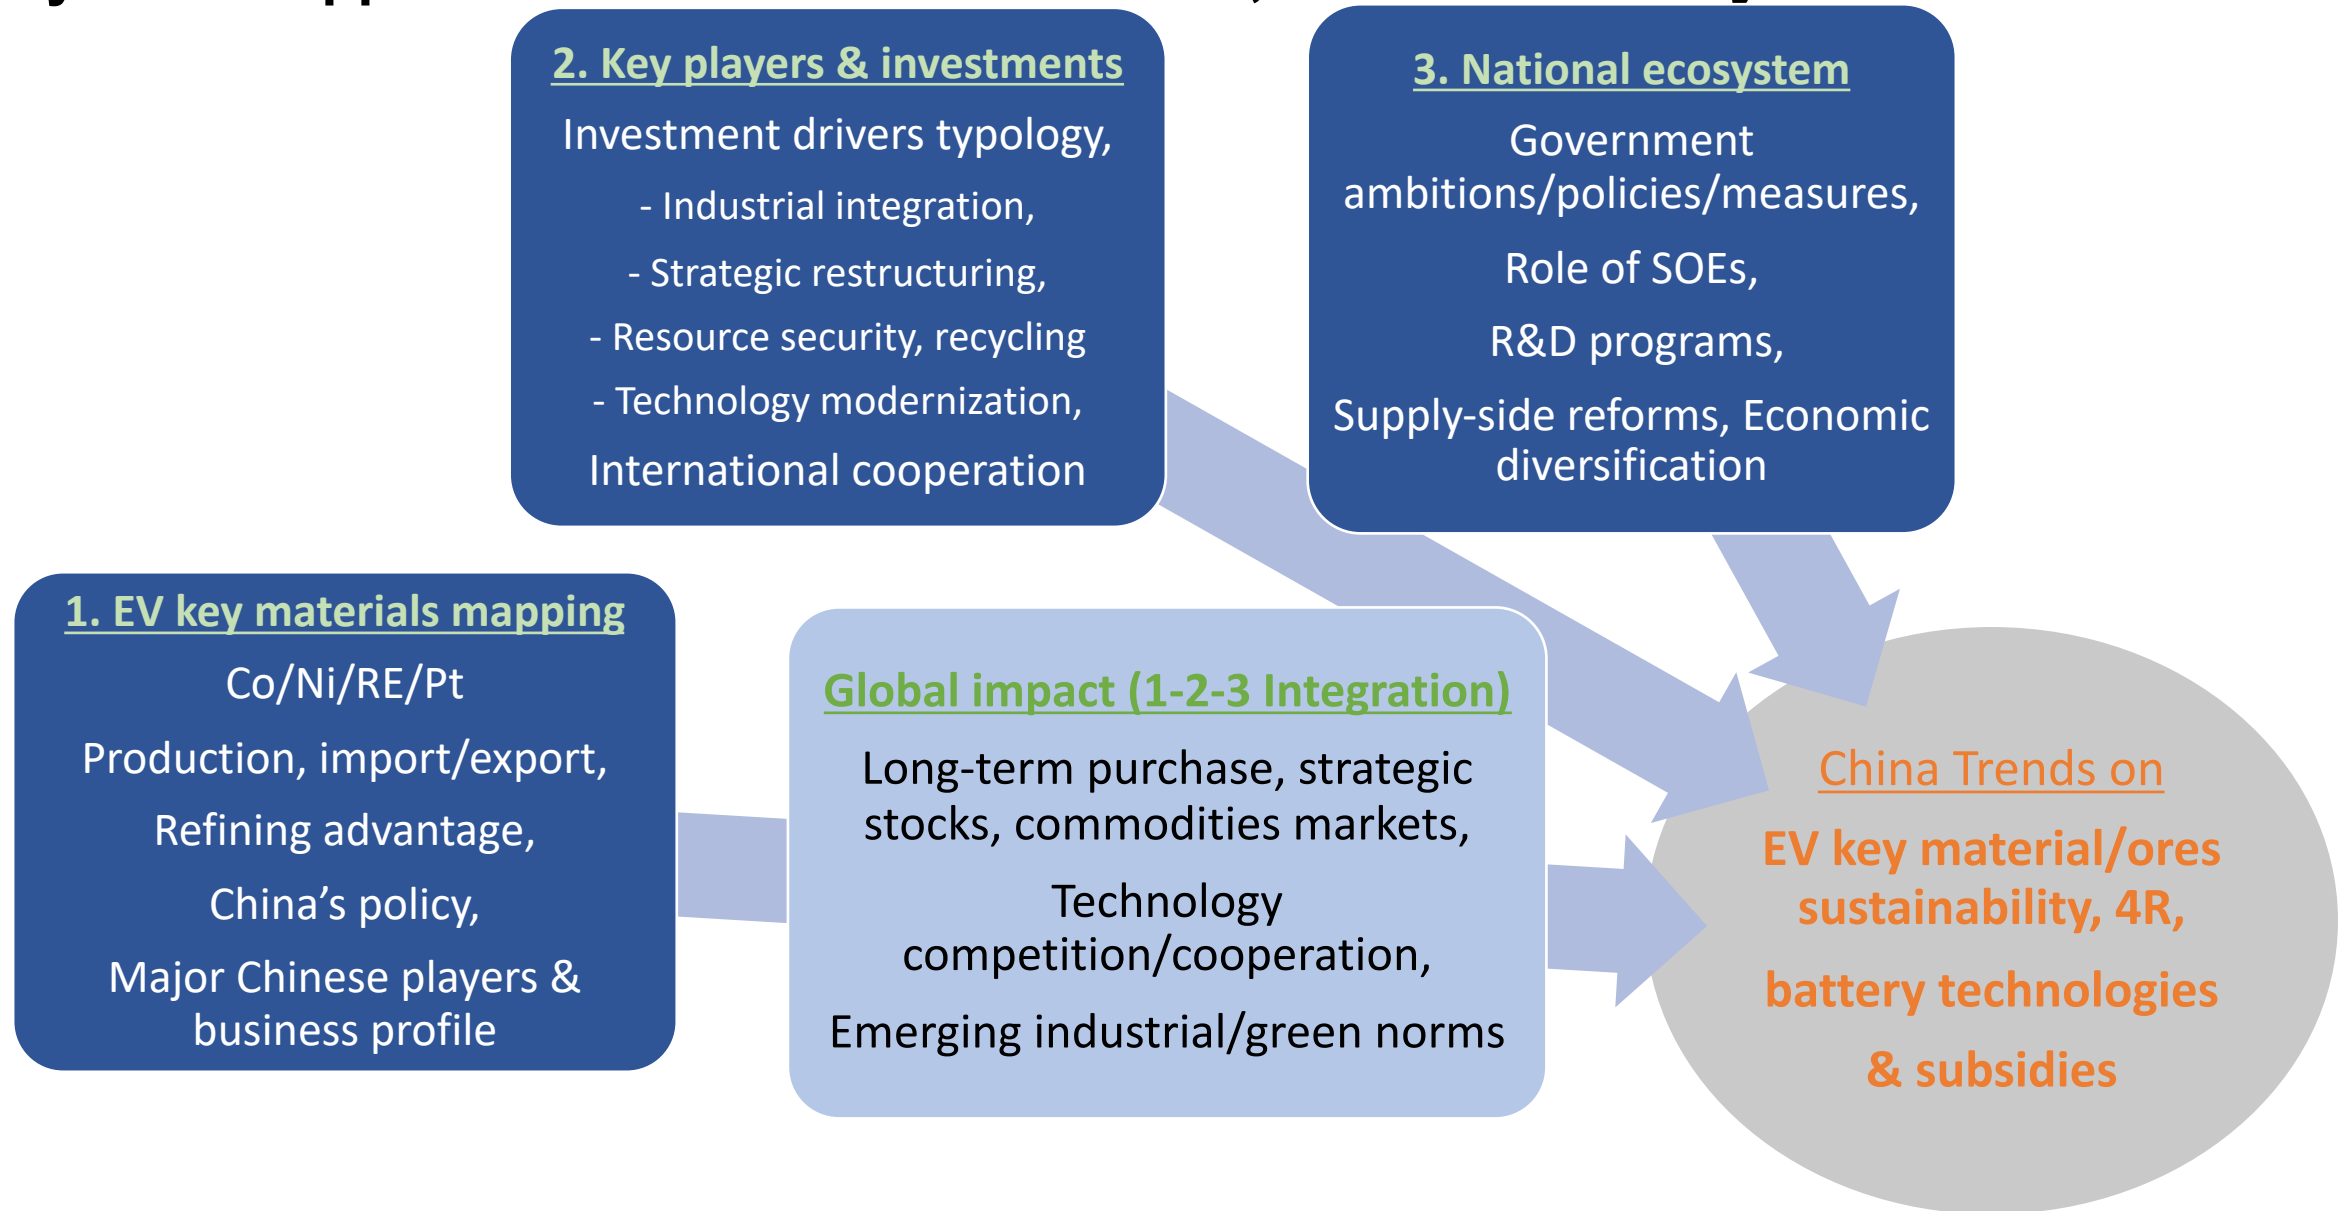 2. Key players & investments
Investment drivers typology,
- Industrial integration,
- Strategic restructuring,
- Resource security, recycling
- Technology modernization,
International cooperation
3. National ecosystem
Government
ambitions/policies/measures,
Role of SOEs,
R&D programs,
Supply-side reforms, Economic
diversification
1. EV key materials mapping
Co/Ni/RE/Pt
Production, import/export,
Refining advantage,
China’s policy,
Major Chinese players &
business profile
Global impact (1-2-3 Integration)
Long-term purchase, strategic
stocks, commodities markets,
Technology
competition/cooperation,
Emerging industrial/green norms
China Trends on
EV key material/ores
sustainability, 4R,
battery technologies
& subsidies